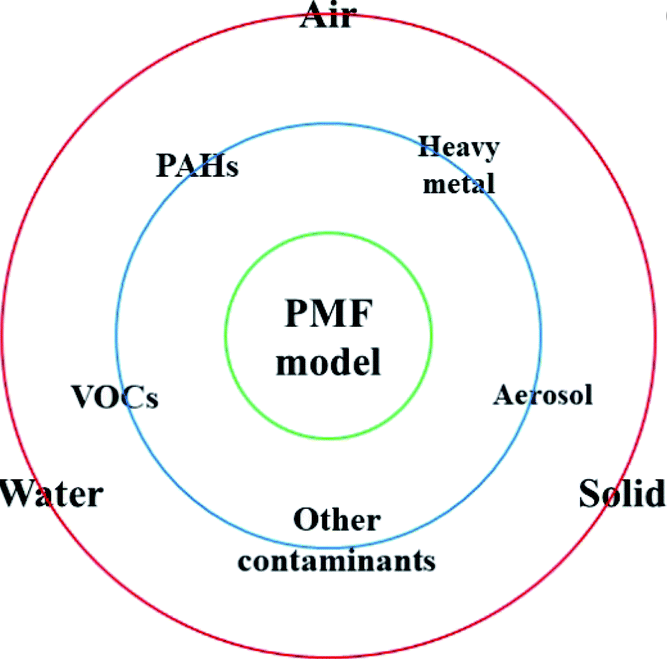 Air
PAHs
Heavy
metal
PMF
model
VOCs
Aerosol
Water
Solid
Other
contaminants